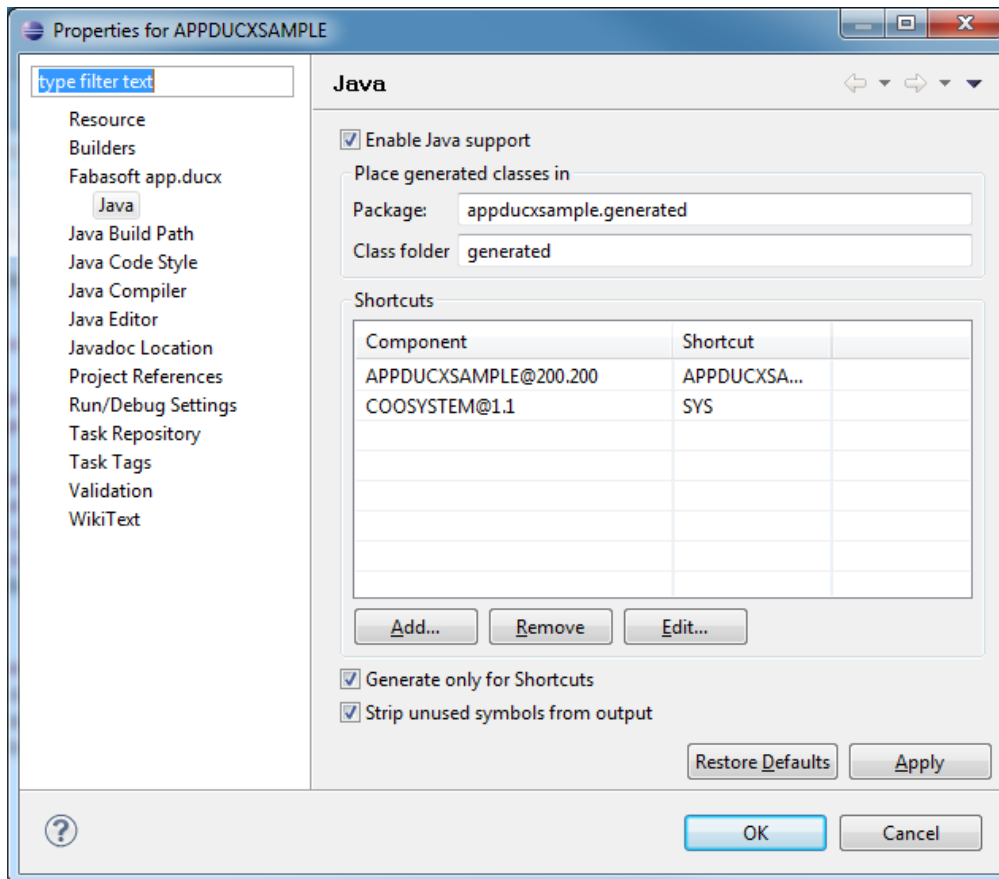 Properties for APPDUCXSAMPLE
type filter text
Resource
Builders
Fabasoft app.ducx
Java
Java Build Path
Java Code Style
Java Compiler
Java Editor
Javadoc Location
Project References
Run/Debug Settings
Task Repository
Task Tags
Validation
WikiText
Java
Enable Java support
Place generated classes in
Package: appducxsample.generated
Class folder generated
Shortcuts
Component Shortcut
APPDUCXSAMPLE@200.200 APPDUCXSA...
COOSYSTEM@1.1 SYS
Add... Remove Edit...
Generate only for Shortcuts
Strip unused symbols from output
Restore Defaults Apply
? OK Cancel